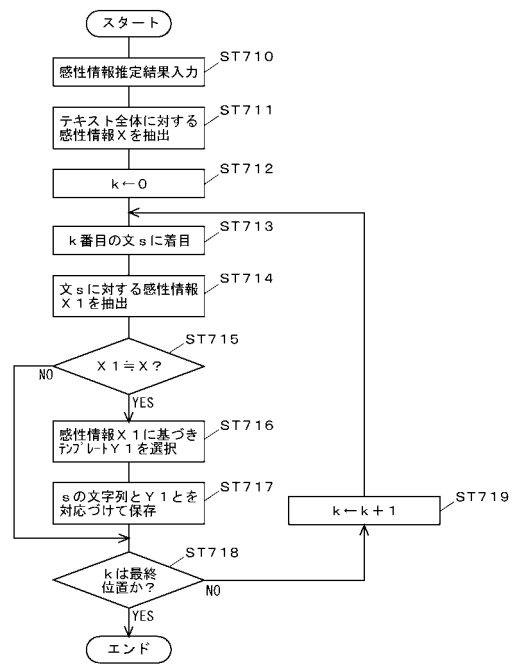 スタート
感性情報推定結果入力
ST710
テキスト全体に対する
感性情報Xを抽出
ST711
k←0
ST712
k番目の文sに着目
ST713
文sに対する感性情報
X1を抽出
ST714
X1≒X?
ST715
NO
YES
感性情報X1に基づき
ﾃﾝﾌﾟﾚｰﾄY1を選択
ST716
sの文字列とY1とを
対応づけて保存
ST717
k←k+1
ST719
kは最終
位置か?
ST718
NO
YES
エンド